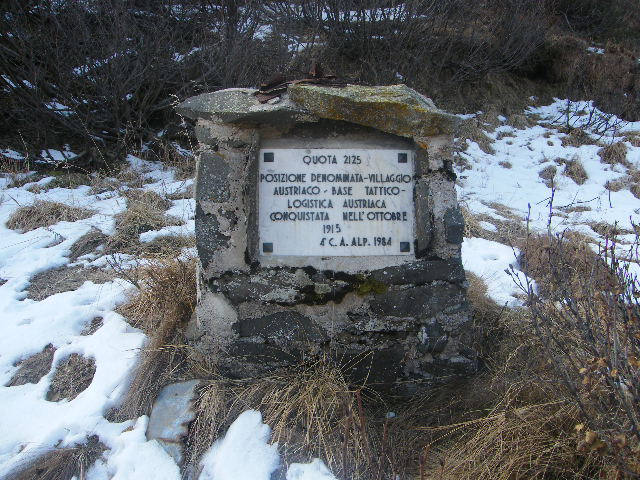 QUOTA 2125
POSIZIONE DENOMINATA-VILLAGGIO
AUSTRIACO - BASE TATTICO-
LOGISTICA AUSTRIACA
CONQUISTATA NELL'OTTOBRE
1915
4° C. A. ALP. 1984